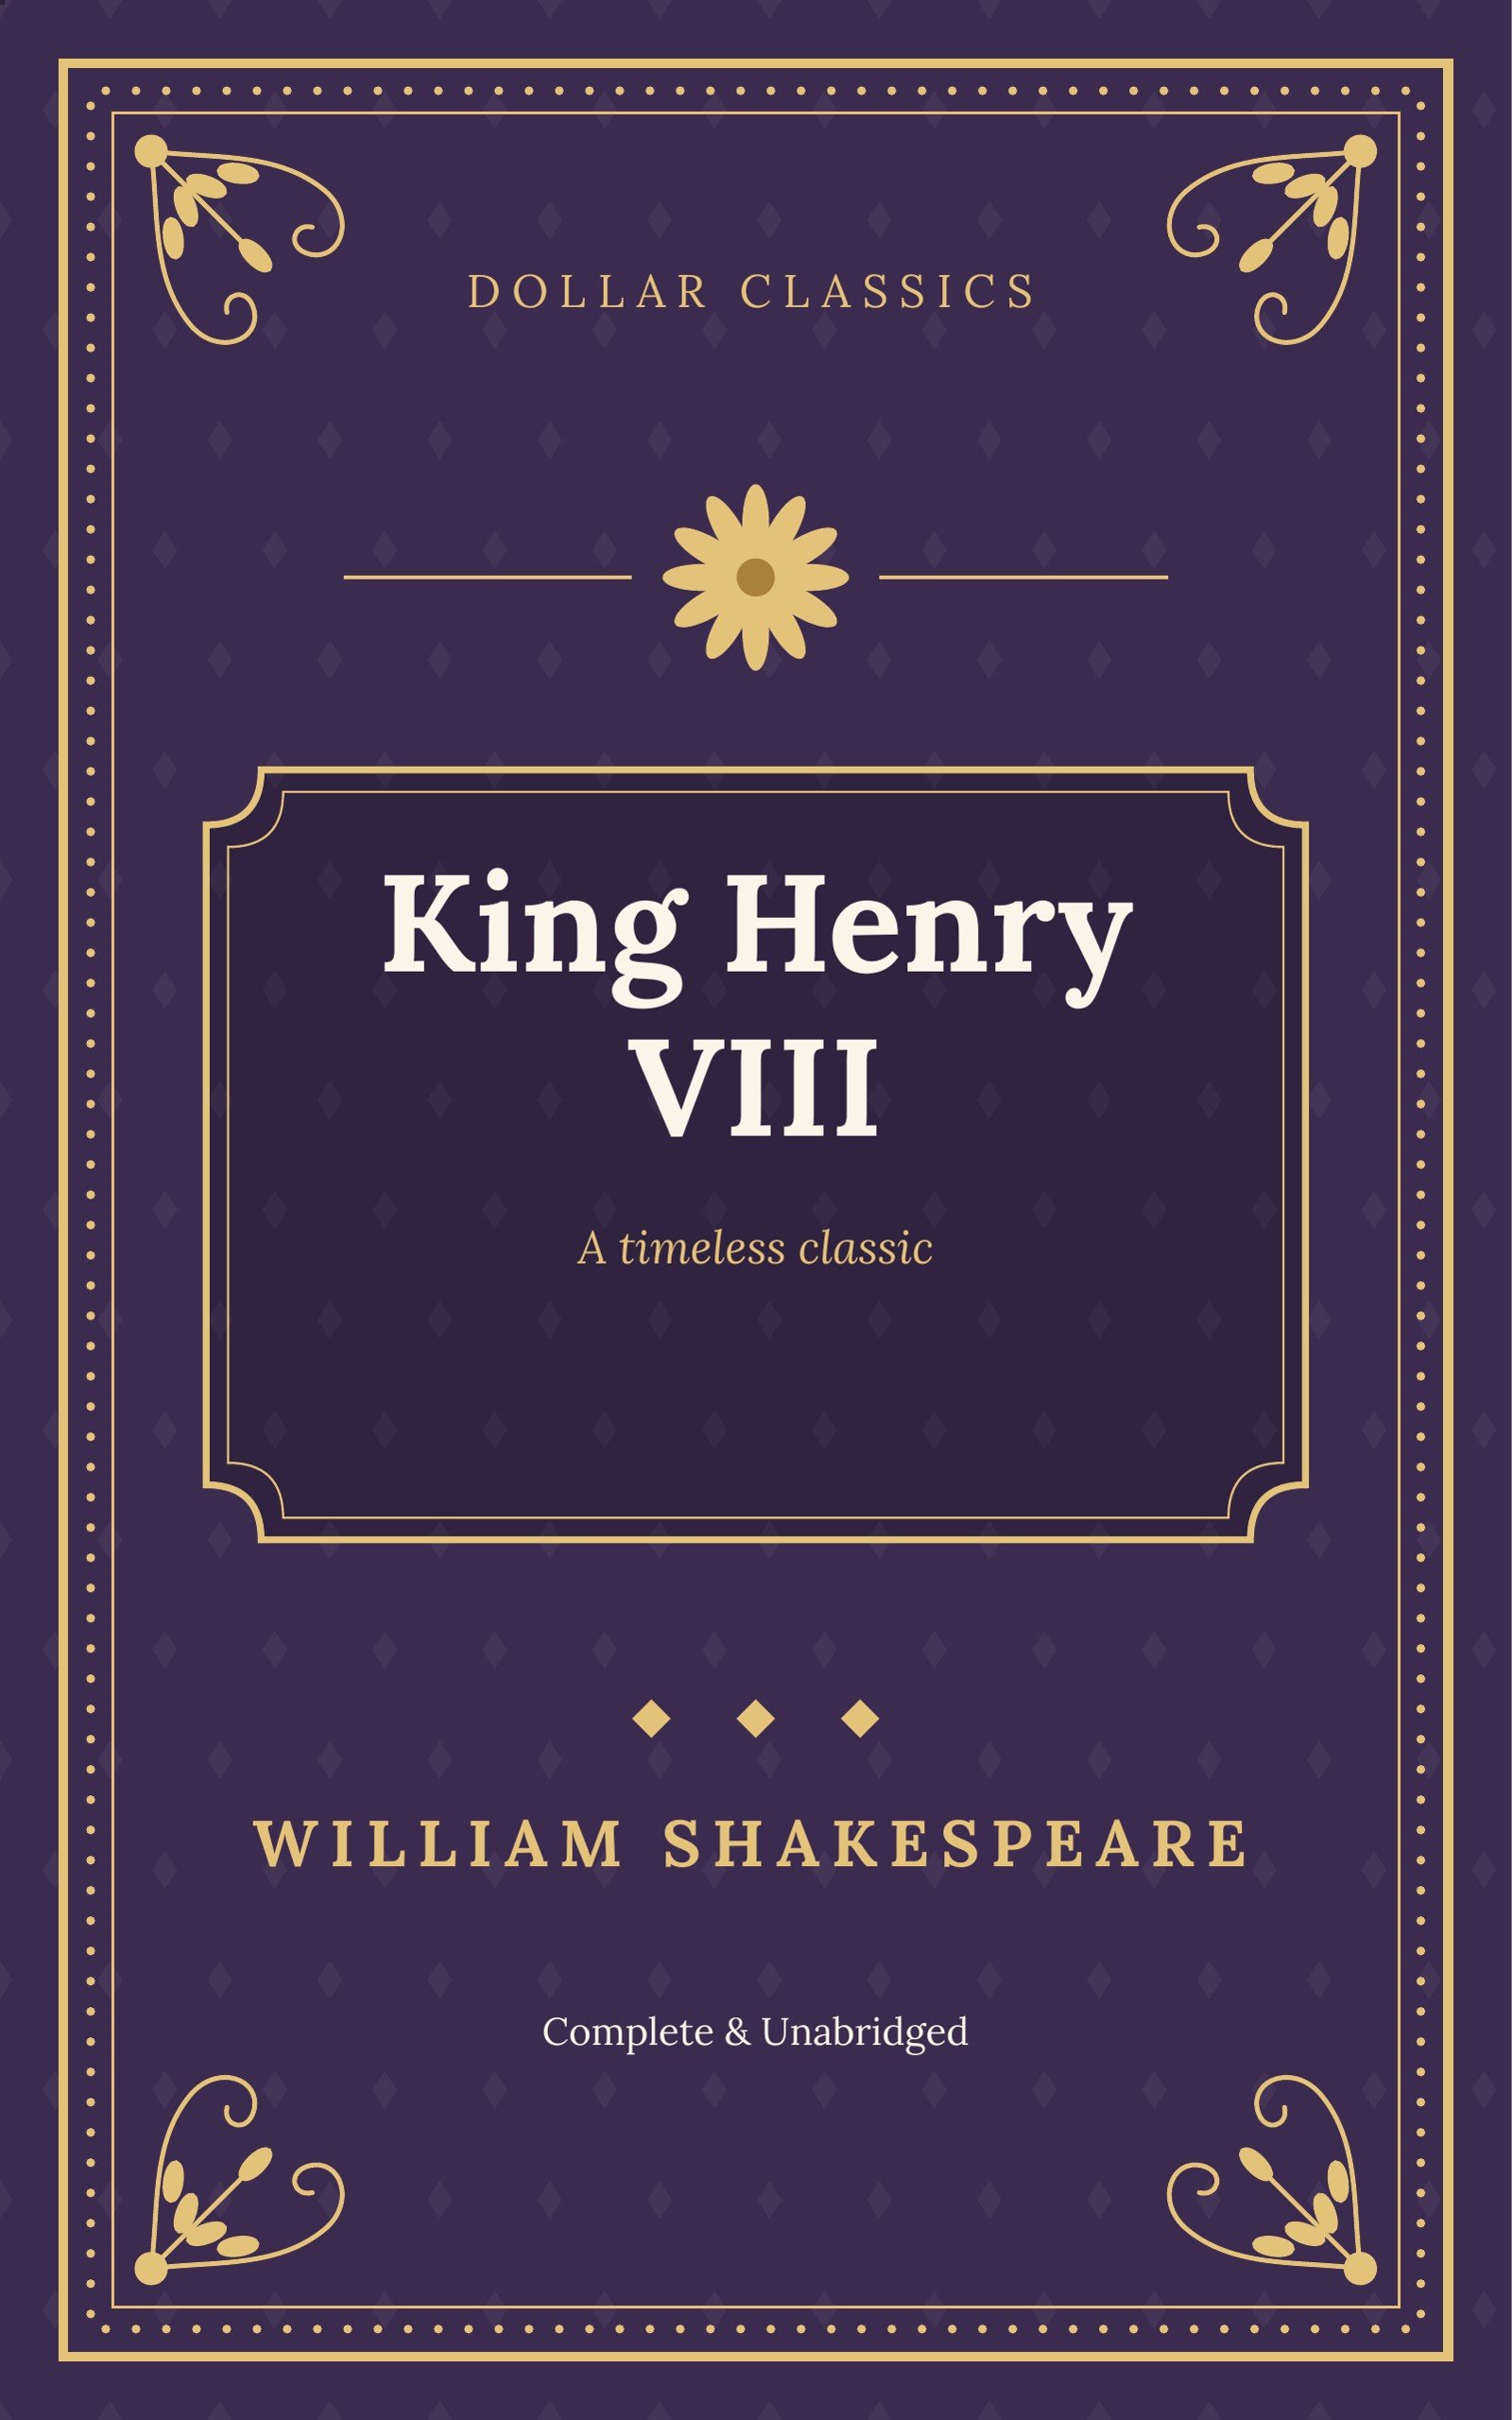 DOLLAR CLASSICS
King Henry
VIII
A timeless classic
WILLIAM SHAKESPEARE
Complete & Unabridged